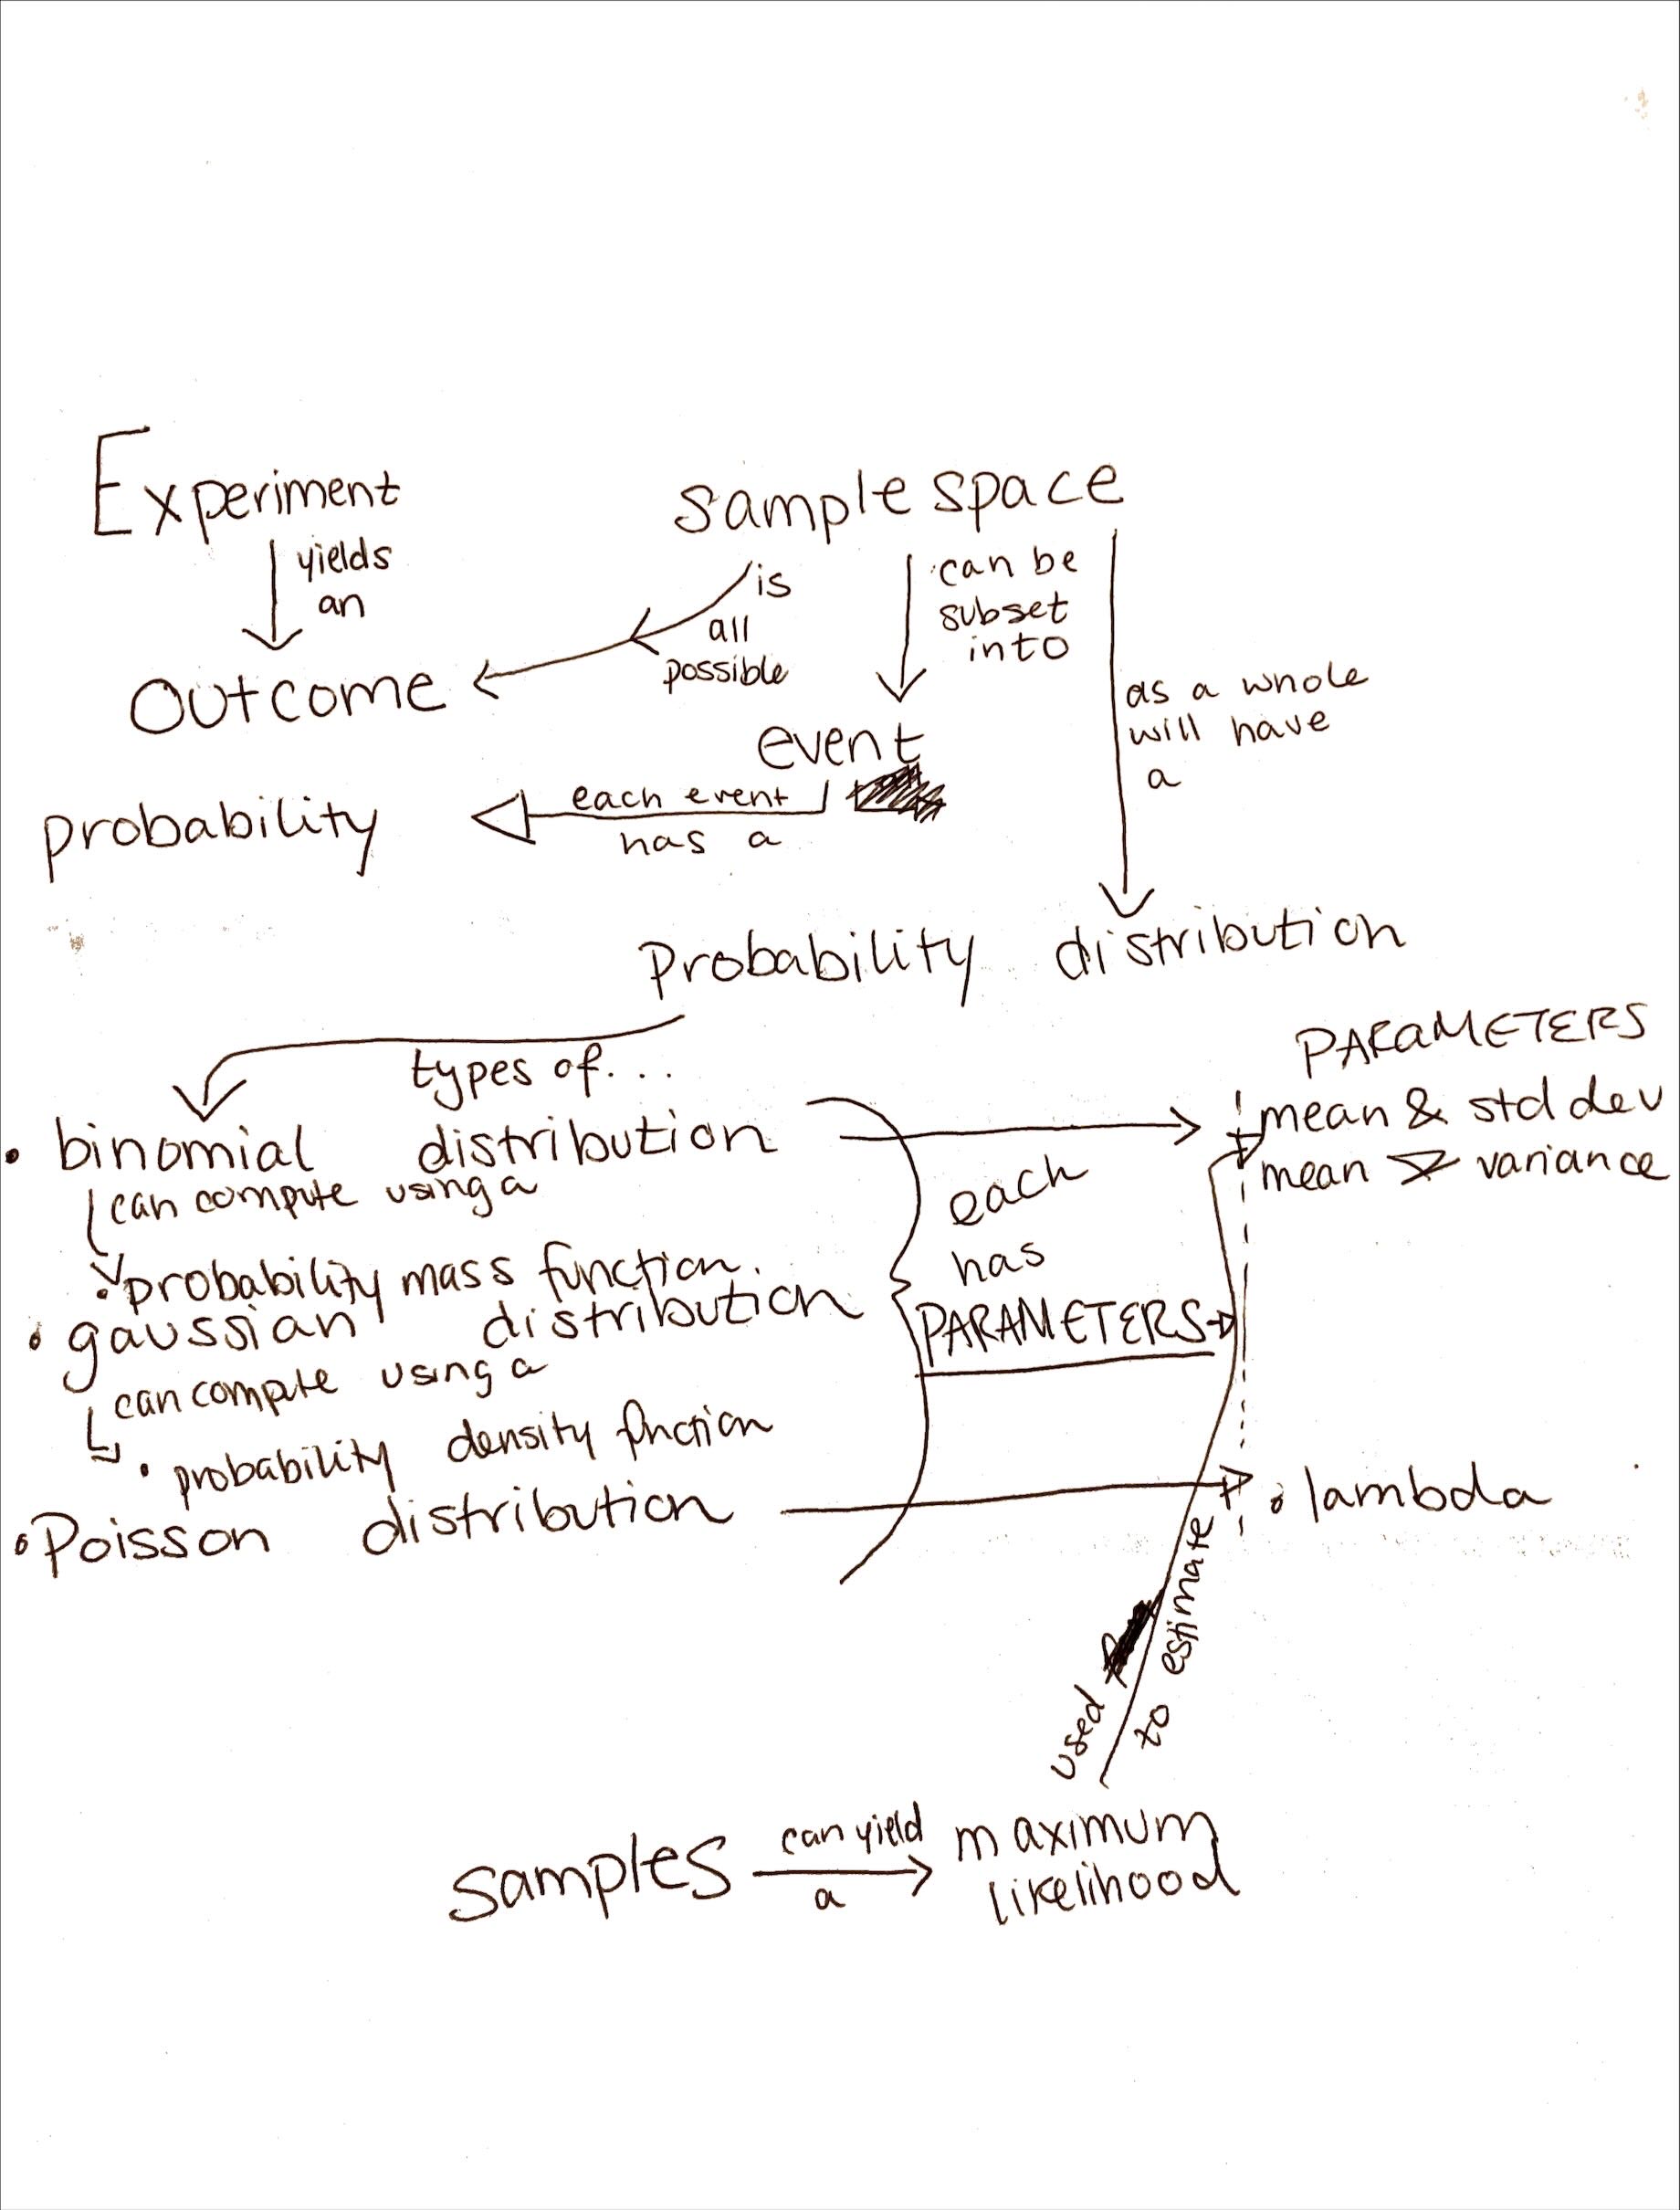 Experiment
yields
an
Outcome
sample space
is
all
possible
can be
subset
into
as a whole
will have
a
event
each event
has a
probability
Probability distribution
types of...
• binomial distribution
can compute using a
• probability mass function.
• gaussian distribution
can compute using a
• probability density function
• Poisson distribution
each
has
PARAMETERS
PARAMETERS
mean & std dev
mean & variance
• lambda
used
to estimate
samples
can yield
a
maximum
likelihood